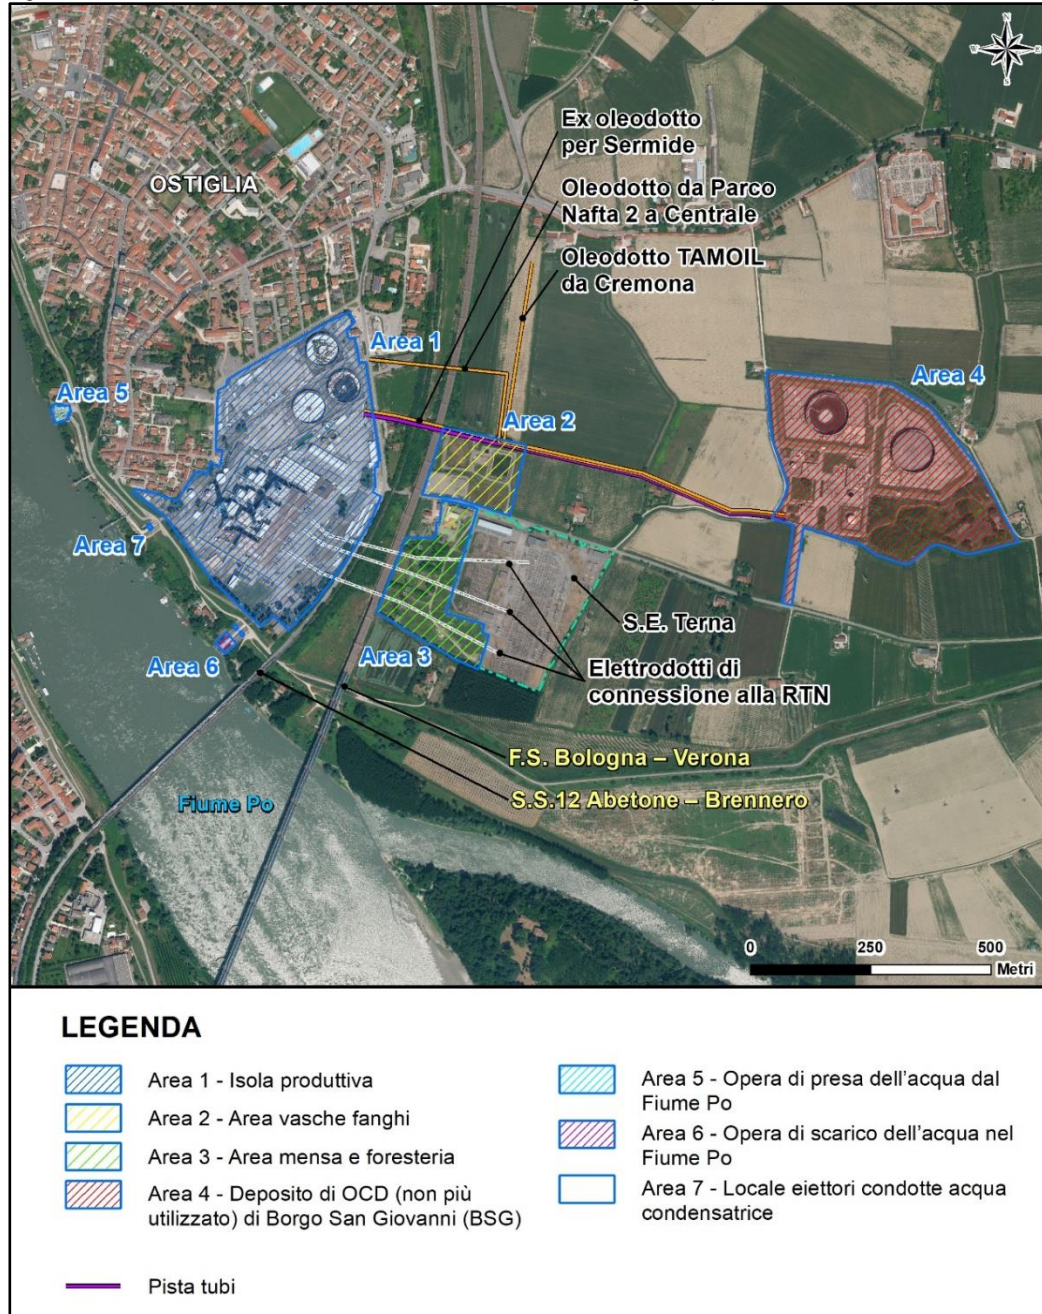 N
W
E
S
Ex oleodotto
per Sermide
Oleodotto da Parco
Nafta 2 a Centrale
Oleodotto TAMOIL
da Cremona
OSTIGLIA
Area 1
Area 5
Area 2
Area 4
Area 7
Area 6
Area 3
S.E. Terna
Elettrodotti di
connessione alla RTN
F.S. Bologna – Verona
S.S.12 Abetone – Brennero
Fiume Po
0 250 500
Metri
LEGENDA
Area 1 - Isola produttiva
Area 2 - Area vasche fanghi
Area 3 - Area mensa e foresteria
Area 4 - Deposito di OCD (non più
utilizzato) di Borgo San Giovanni (BSG)
Pista tubi
Area 5 - Opera di presa dell'acqua dal
Fiume Po
Area 6 - Opera di scarico dell'acqua nel
Fiume Po
Area 7 - Locale eiettori condotte acqua
condensatrice